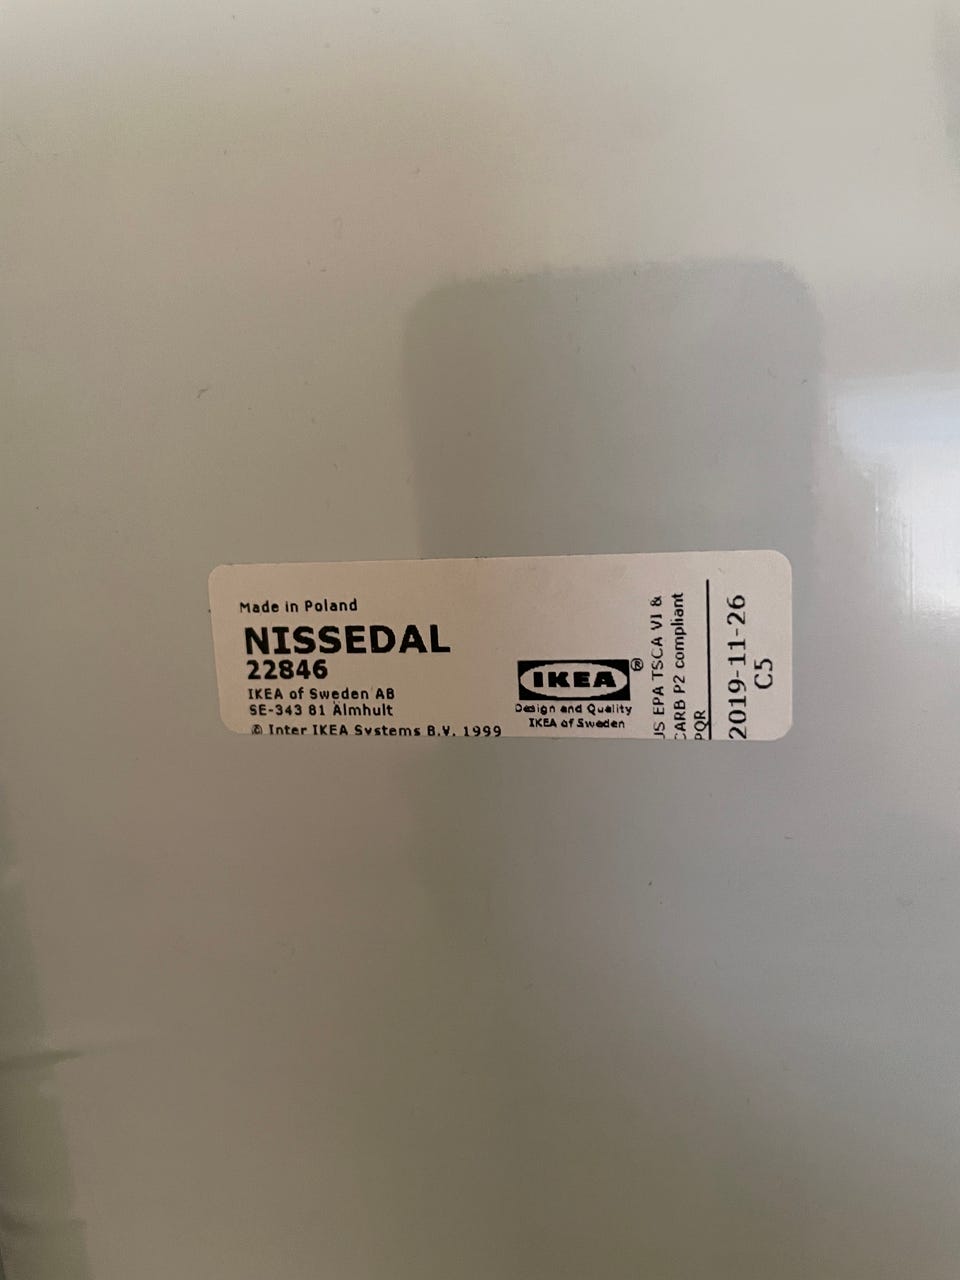 Made in Poland
NISSEDAL
22846
IKEA of Sweden AB
SE-343 81 Älmhult
© Inter IKEA Systems B.V. 1999
IKEA®
Design and Quality
IKEA of Sweden
US EPA TSCA VI &
CARB P2 compliant
PQR
2019-11-26
C5